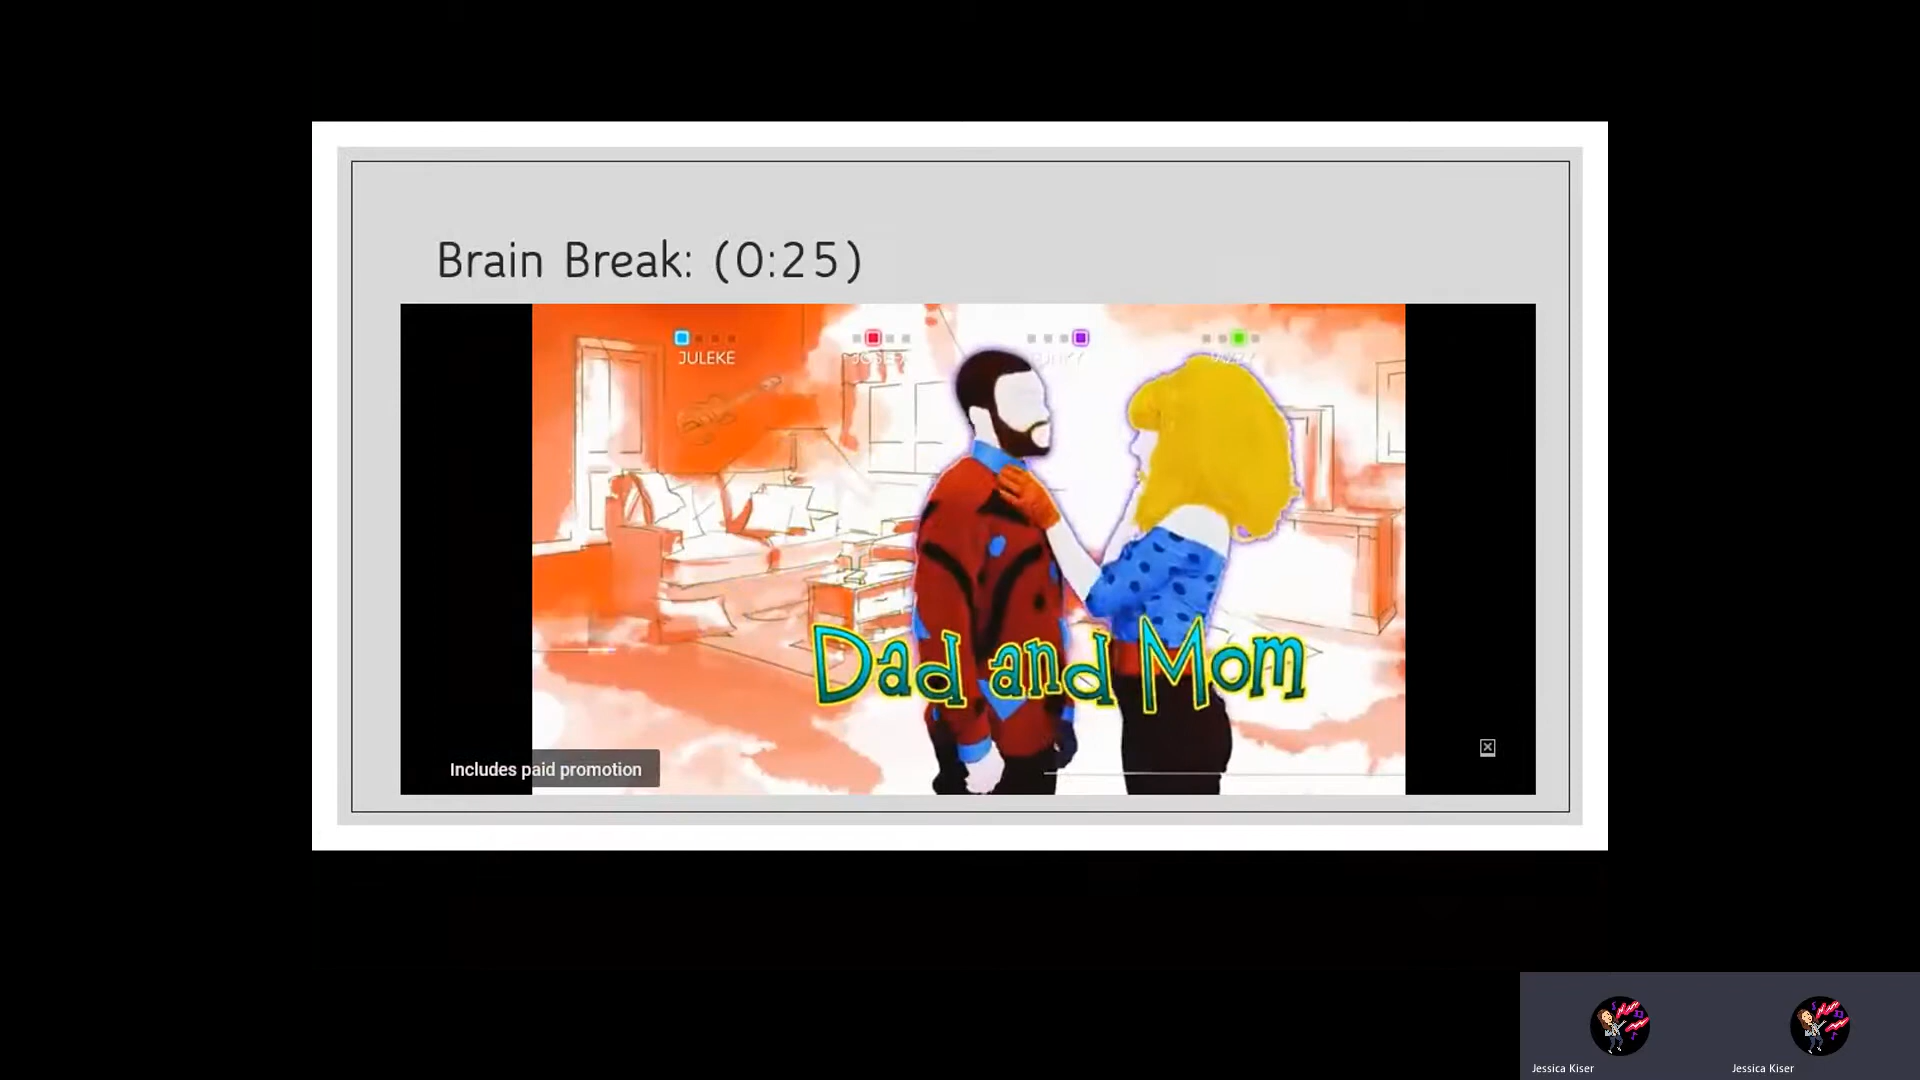 Brain Break: (0:25)
JULEKE
Dad and Mom
Includes paid promotion
Jessica Kiser
Jessica Kiser